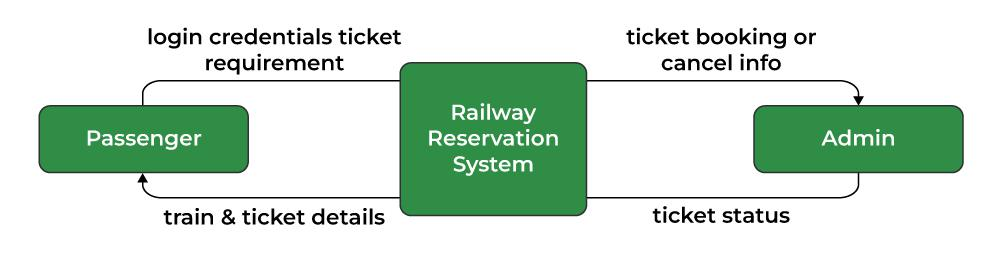 login credentials ticket
requirement
ticket booking or
cancel info
Passenger
Railway
Reservation
System
Admin
train & ticket details
ticket status